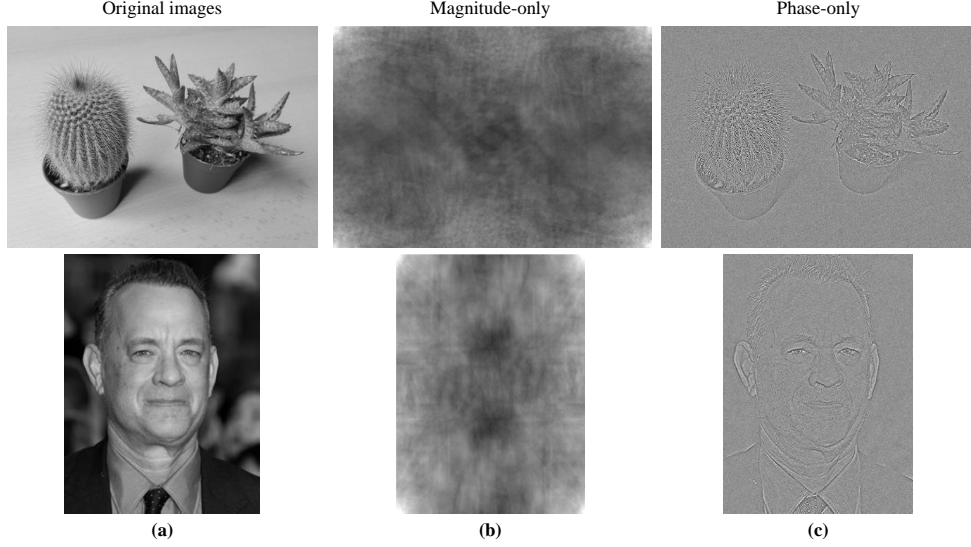 Original images
Magnitude-only
Phase-only
(a)
(b)
(c)